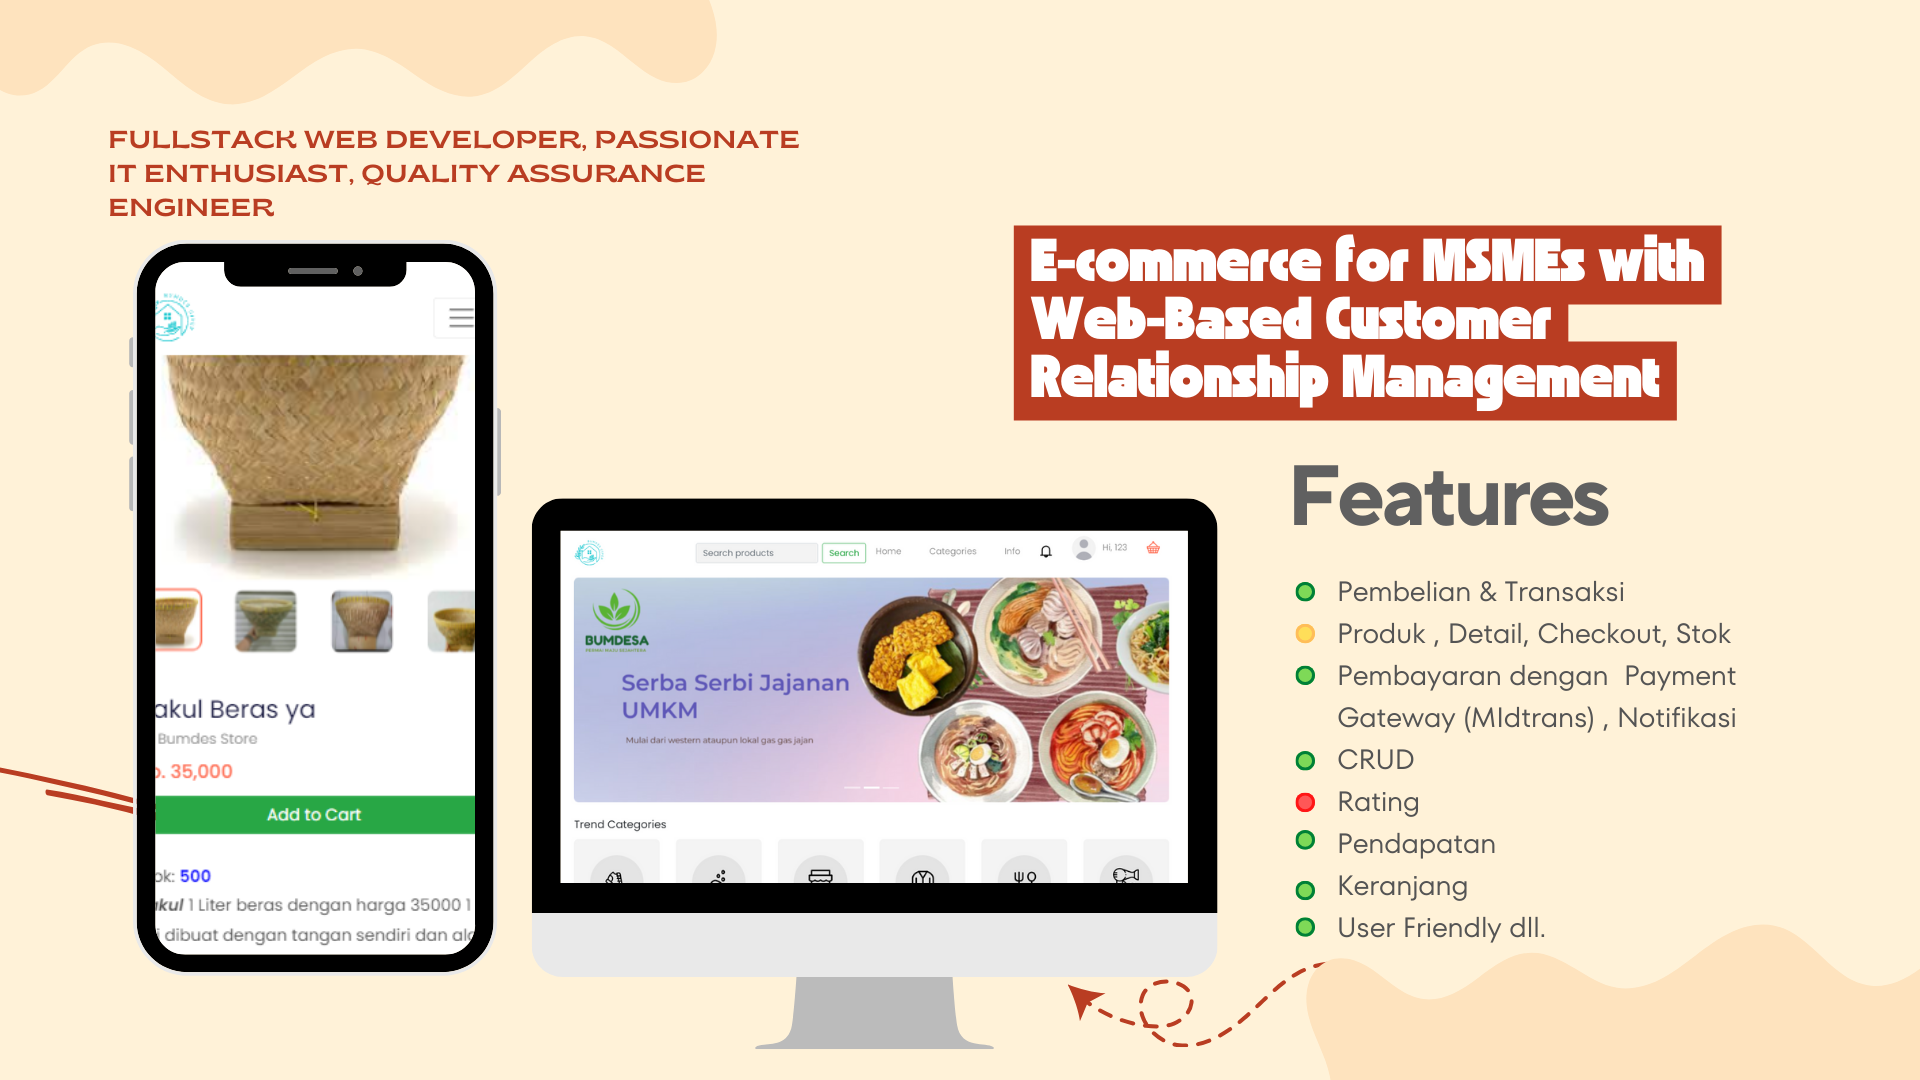 FULLSTACK WEB DEVELOPER, PASSIONATE
IT ENTHUSIAST, QUALITY ASSURANCE
ENGINEER
E-commerce for MSMEs with
Web-Based Customer
Relationship Management
Features
Pembelian & Transaksi
Produk , Detail, Checkout, Stok
Pembayaran dengan Payment
Gateway (MIdtrans) , Notifikasi
CRUD
Rating
Pendapatan
Keranjang
User Friendly dll.
akul Beras ya
Bumdes Store
. 35,000
Add to Cart
ok: 500
akul 1 Liter beras dengan harga 35000 1
i dibuat dengan tangan sendiri dan
Search products
Search
Home
Categories
Info
Hi, 123
BUMDESA
Serba Serbi Jajanan
UMKM
Mulai dari western ataupun lokal gas gas jajan
Trend Categories